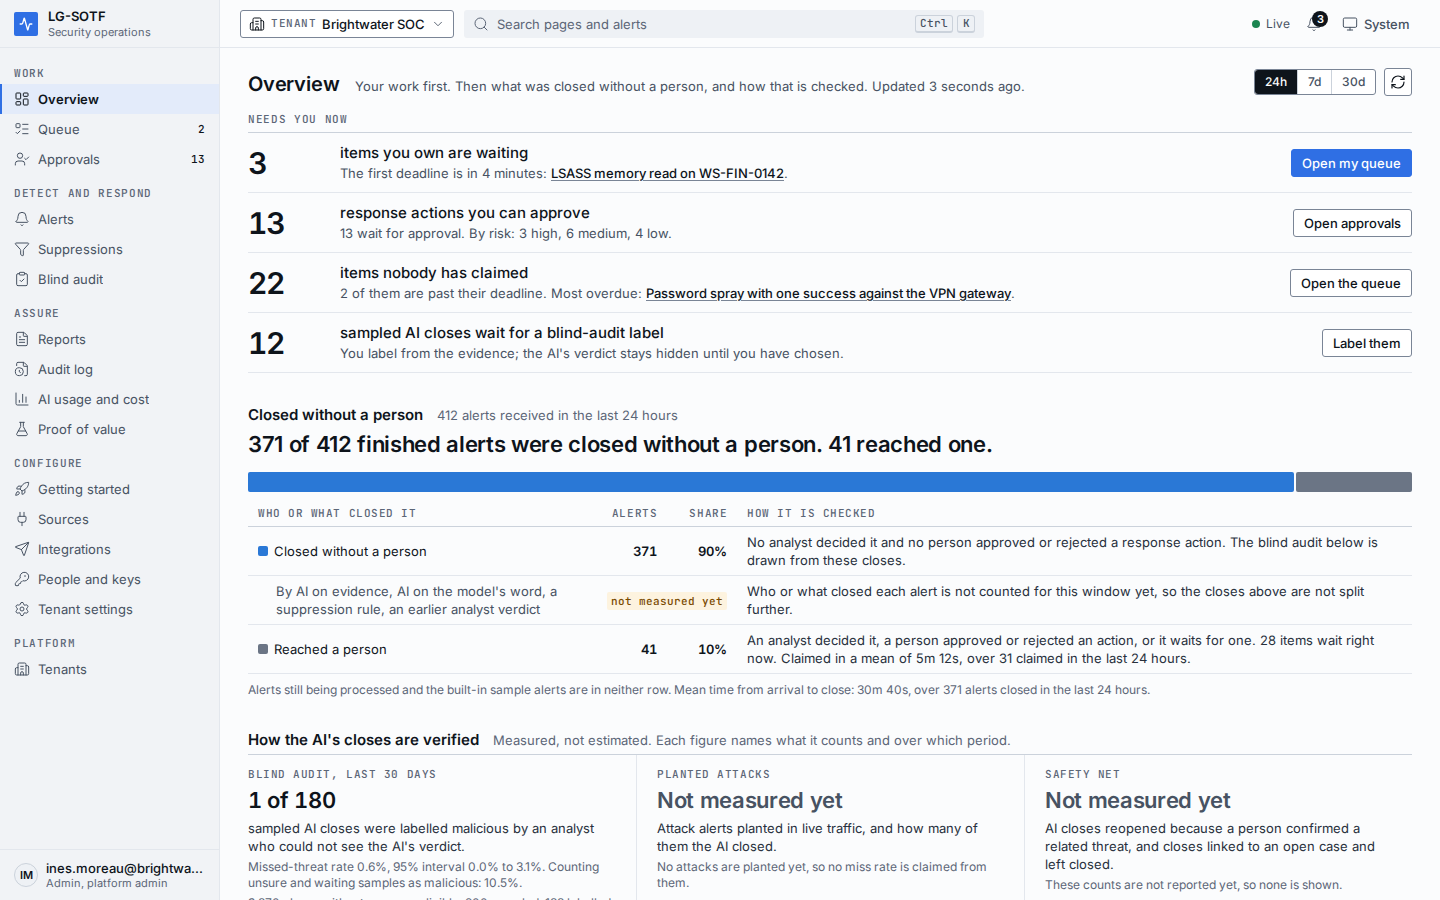 LG-SOTF
Security operations
TENANT Brightwater SOC
Search pages and alerts
Ctrl K
Live
3
System
WORK
Overview
Queue 2
Approvals 13
DETECT AND RESPOND
Alerts
Suppressions
Blind audit
ASSURE
Reports
Audit log
AI usage and cost
Proof of value
CONFIGURE
Getting started
Sources
Integrations
People and keys
Tenant settings
PLATFORM
Tenants
IM
ines.moreau@brightwa...
Admin, platform admin
Overview Your work first. Then what was closed without a person, and how that is checked. Updated 3 seconds ago.
24h 7d 30d
NEEDS YOU NOW
3
items you own are waiting
The first deadline is in 4 minutes: LSASS memory read on WS-FIN-0142.
Open my queue
13
response actions you can approve
13 wait for approval. By risk: 3 high, 6 medium, 4 low.
Open approvals
22
items nobody has claimed
2 of them are past their deadline. Most overdue: Password spray with one success against the VPN gateway.
Open the queue
12
sampled AI closes wait for a blind-audit label
You label from the evidence; the AI's verdict stays hidden until you have chosen.
Label them
Closed without a person 412 alerts received in the last 24 hours
371 of 412 finished alerts were closed without a person. 41 reached one.
WHO OR WHAT CLOSED IT ALERTS SHARE HOW IT IS CHECKED
Closed without a person 371 90%
No analyst decided it and no person approved or rejected a response action. The blind audit below is
drawn from these closes.
By AI on evidence, AI on the model's word, a
suppression rule, an earlier analyst verdict
not measured yet
Who or what closed each alert is not counted for this window yet, so the closes above are not split
further.
Reached a person 41 10%
An analyst decided it, a person approved or rejected an action, or it waits for one. 28 items wait right
now. Claimed in a mean of 5m 12s, over 31 claimed in the last 24 hours.
Alerts still being processed and the built-in sample alerts are in neither row. Mean time from arrival to close: 30m 40s, over 371 alerts closed in the last 24 hours.
How the AI's closes are verified Measured, not estimated. Each figure names what it counts and over which period.
BLIND AUDIT, LAST 30 DAYS
1 of 180
sampled AI closes were labelled malicious by an analyst
who could not see the AI's verdict.
Missed-threat rate 0.6%, 95% interval 0.0% to 3.1%. Counting
unsure and waiting samples as malicious: 10.5%.
PLANTED ATTACKS
Not measured yet
Attack alerts planted in live traffic, and how many of
them the AI closed.
No attacks are planted yet, so no miss rate is claimed from
them.
SAFETY NET
Not measured yet
AI closes reopened because a person confirmed a
related threat, and closes linked to an open case and
left closed.
These counts are not reported yet, so none is shown.